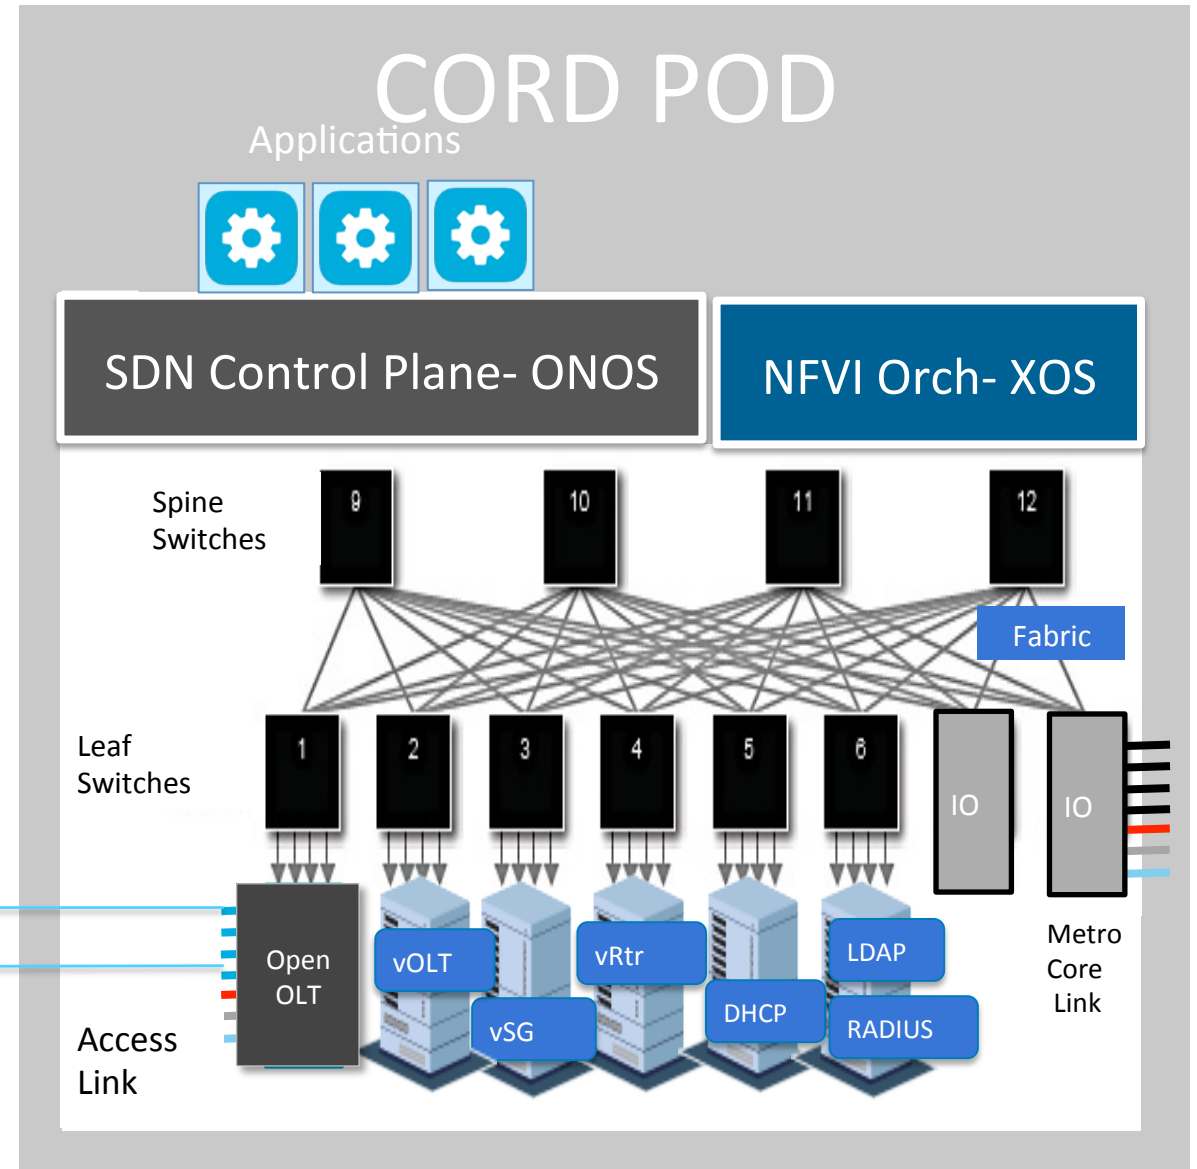 CORD POD
Applications
SDN Control Plane- ONOS
NFVI Orch- XOS
Spine
Switches
9
10
11
12
Fabric
Leaf
Switches
1
2
3
4
5
6
IO
IO
Open
OLT
vOLT
vSG
vRtr
DHCP
LDAP
RADIUS
Metro
Core
Link
Access
Link